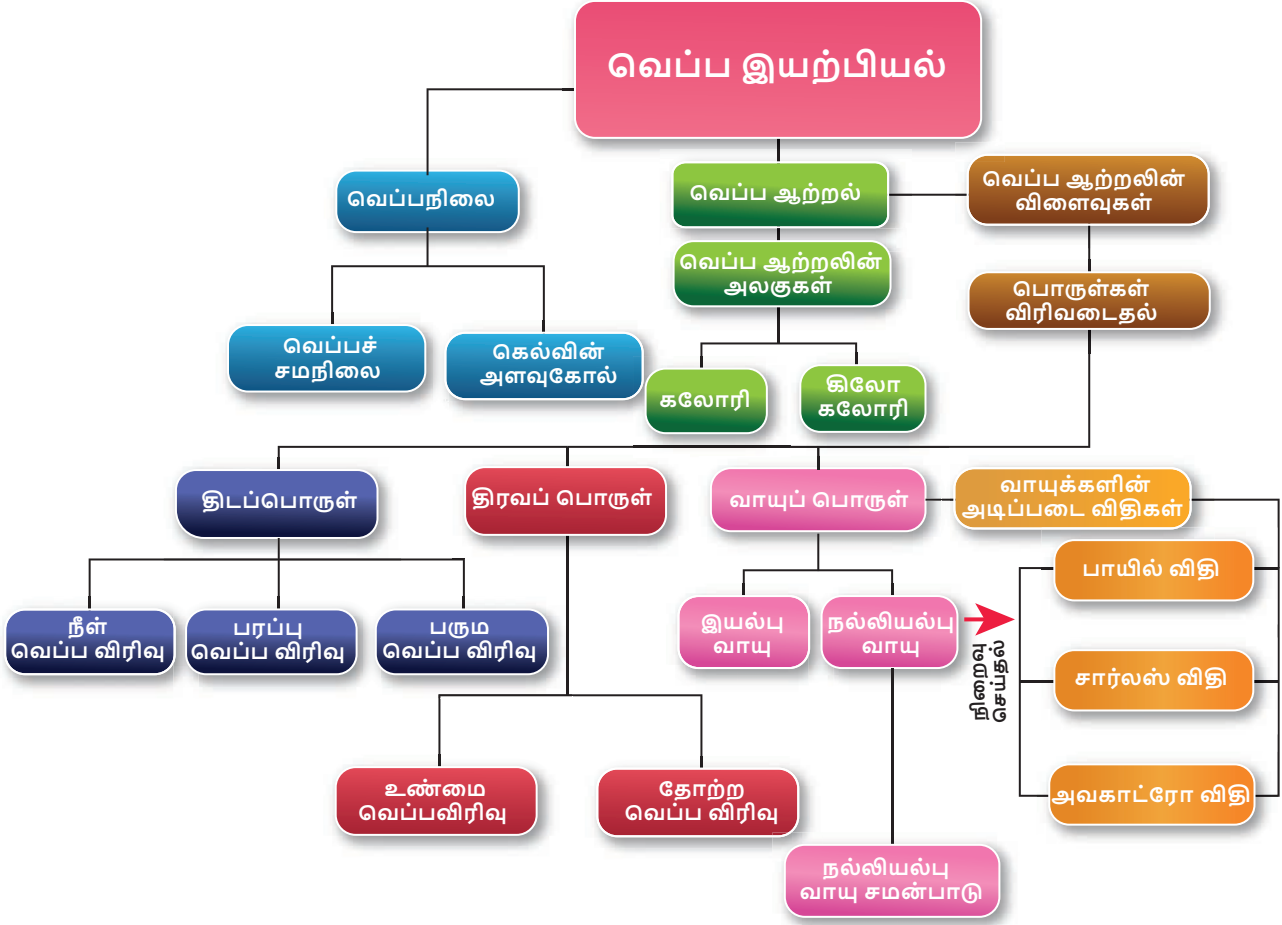 வெப்ப இயற்பியல்
வெப்பநிலை
வெப்ப ஆற்றல்
வெப்ப ஆற்றலின்
விளைவுகள்
வெப்ப ஆற்றலின்
அலகுகள்
பொருள்கள்
விரிவடைதல்
வெப்பச்
சமநிலை
கெல்வின்
அளவுகோல்
கலோரி
கிலோ
கலோரி
திடப்பொருள்
திரவப் பொருள்
வாயுப் பொருள்
வாயுக்களின்
அடிப்படை விதிகள்
நீள்
வெப்ப விரிவு
பரப்பு
வெப்ப விரிவு
பரும
வெப்ப விரிவு
இயல்பு
வாயு
நல்லியல்பு
வாயு
நிறைவு
செய்தல்
பாயில் விதி
சார்லஸ் விதி
அவகாட்ரோ விதி
உண்மை
வெப்பவிரிவு
தோற்ற
வெப்ப விரிவு
நல்லியல்பு
வாயு சமன்பாடு